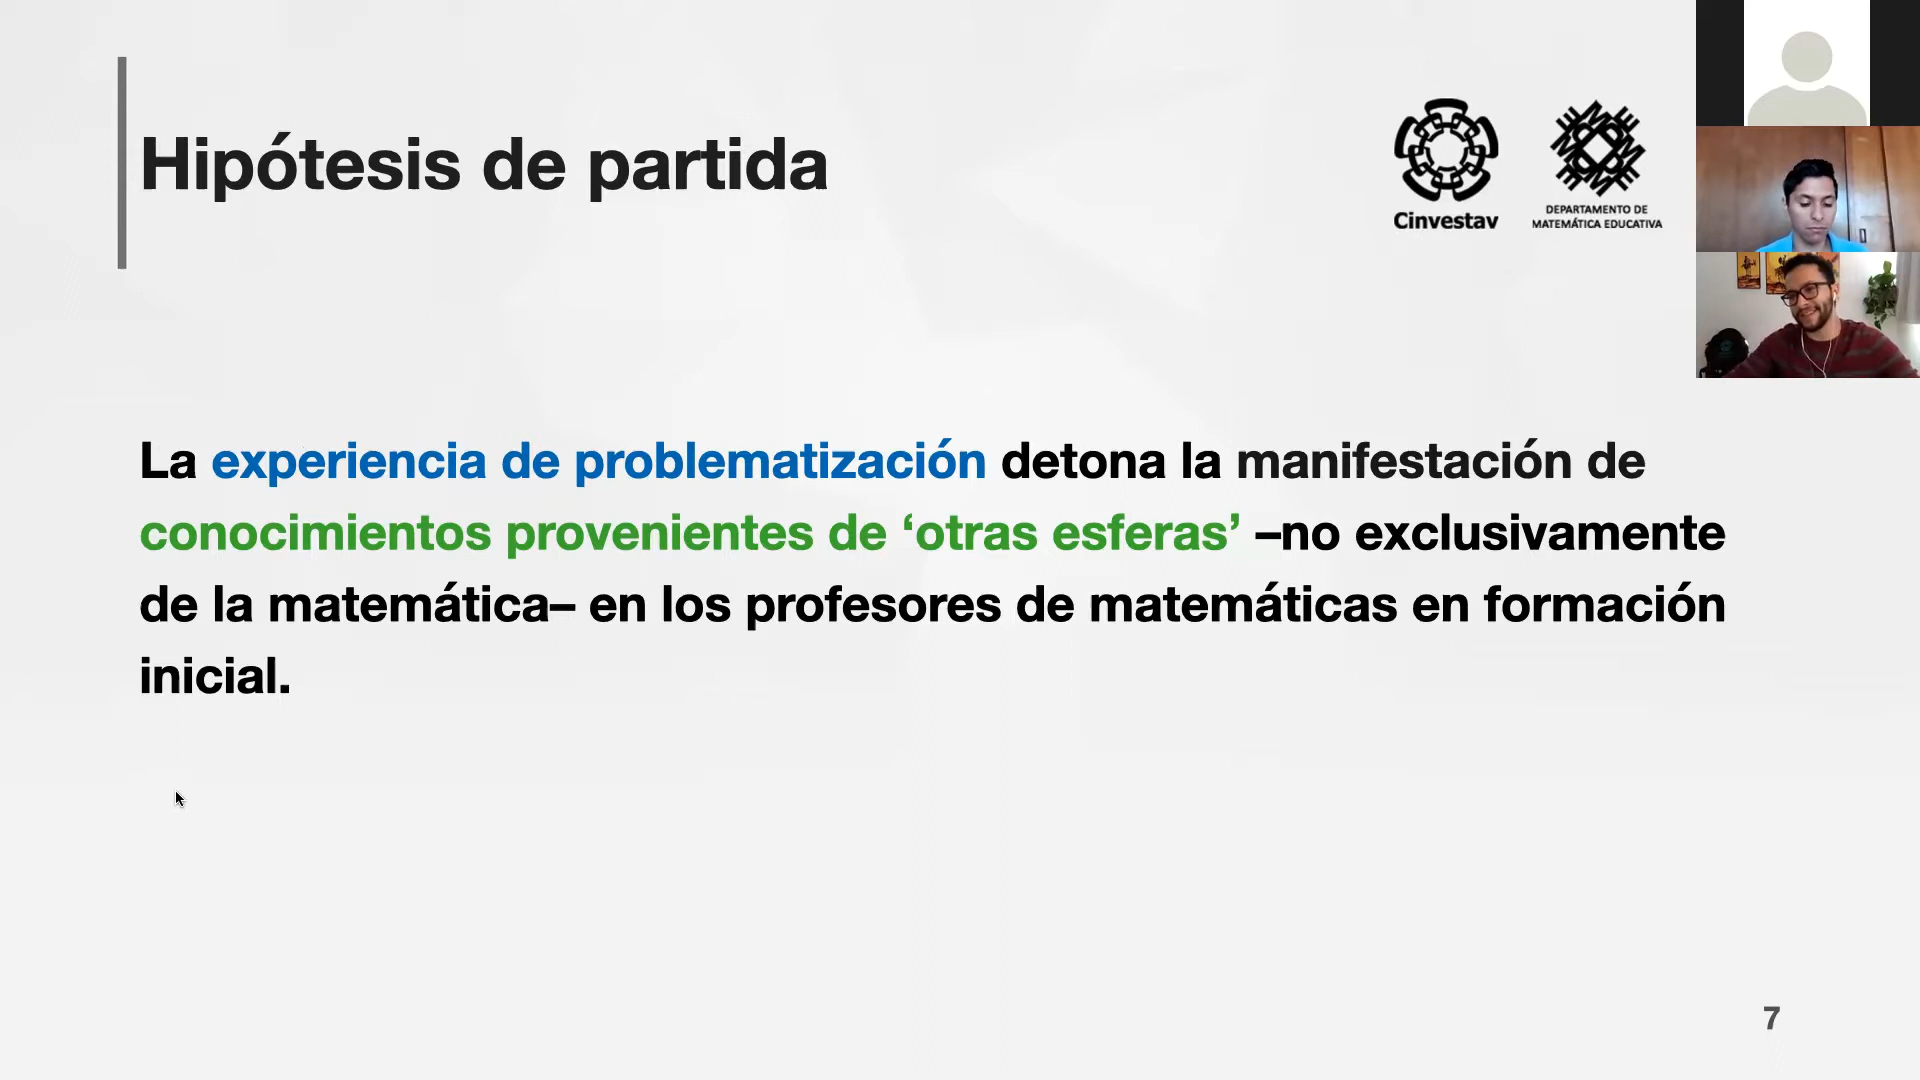 Hipótesis de partida
Cinvestav
DEPARTAMENTO DE
MATEMÁTICA EDUCATIVA
La experiencia de problematización detona la manifestación de
conocimientos provenientes de ‘otras esferas’ –no exclusivamente
de la matemática– en los profesores de matemáticas en formación
inicial.
7